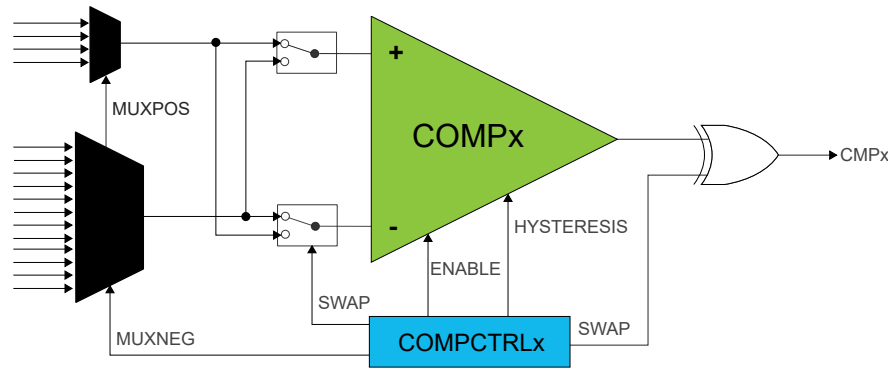 MUXPOS
+
COMPx
CMPx
-
HYSTERESIS
ENABLE
SWAP
SWAP
MUXNEG
COMPCTRLx